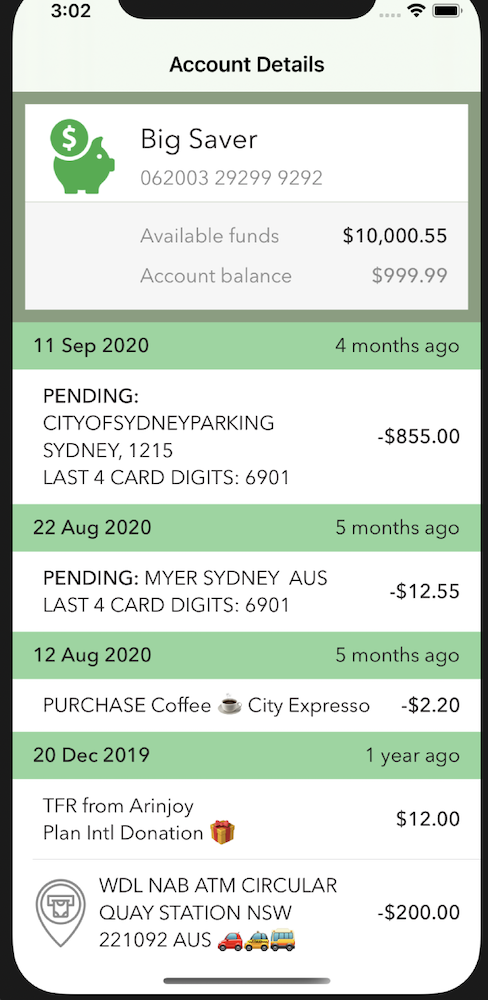 3:02
Account Details
$
Big Saver
062003 29299 9292
Available funds $10,000.55
Account balance $999.99
11 Sep 2020 4 months ago
PENDING:
CITYOFSYDNEYPARKING
SYDNEY, 1215
LAST 4 CARD DIGITS: 6901
-$855.00
22 Aug 2020 5 months ago
PENDING: MYER SYDNEY  AUS
LAST 4 CARD DIGITS: 6901
-$12.55
12 Aug 2020 5 months ago
PURCHASE Coffee ☕ City Expresso -$2.20
20 Dec 2019 1 year ago
TFR from Arinjoy
Plan Intl Donation 🎁
$12.00
WDL NAB ATM CIRCULAR
QUAY STATION NSW
221092 AUS 🚗🚕🚌
-$200.00